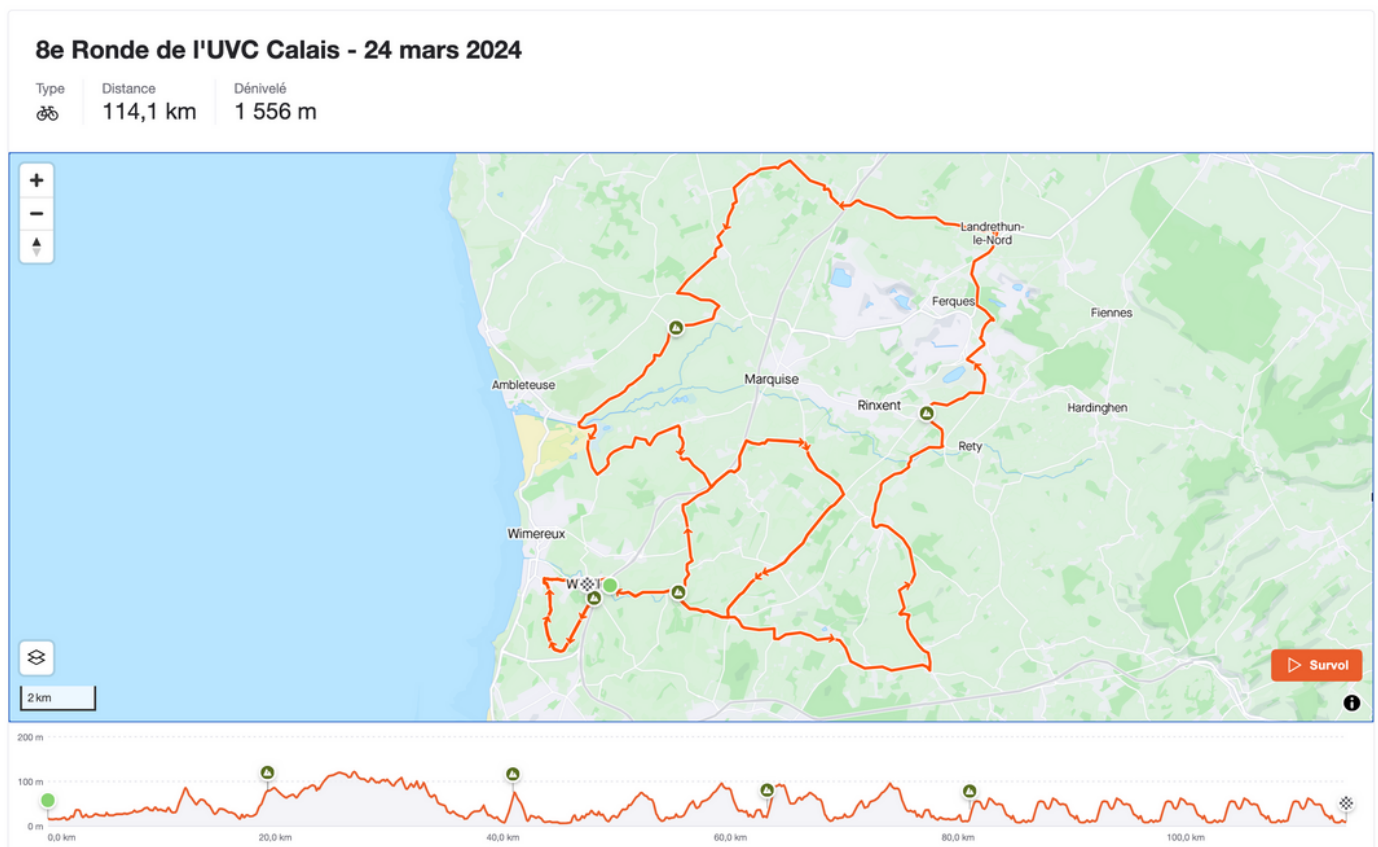 8e Ronde de l'UVC Calais - 24 mars 2024
Type
Distance
Dénivelé
114,1 km
1 556 m
Landrethun-
le-Nord
Ferques
Fiennes
Ambleteuse
Marquise
Rinxent
Hardinghen
Rety
Wimereux
Survol
2 km
200 m
100 m
0 m
0,0 km
20,0 km
40,0 km
60,0 km
80,0 km
100,0 km